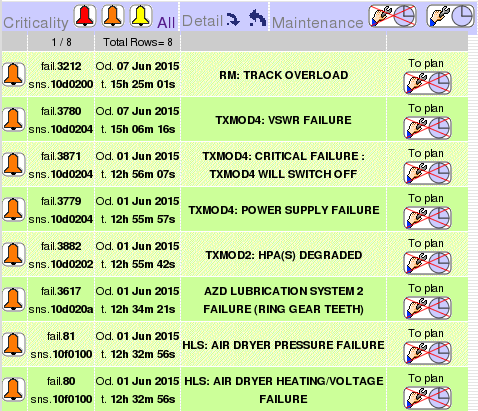 Criticality All Detail Maintenance
1 / 8 Total Rows= 8
fail.3212 Od. 07 Jun 2015 RM: TRACK OVERLOAD To plan
sns.10d0200 t. 15h 25m 01s
fail.3780 Od. 07 Jun 2015 TXMOD4: VSWR FAILURE To plan
sns.10d0204 t. 15h 06m 16s
fail.3871 Od. 01 Jun 2015 TXMOD4: CRITICAL FAILURE : To plan
sns.10d0204 t. 12h 56m 07s TXMOD4 WILL SWITCH OFF
fail.3779 Od. 01 Jun 2015 TXMOD4: POWER SUPPLY FAILURE To plan
sns.10d0204 t. 12h 55m 57s
fail.3882 Od. 01 Jun 2015 TXMOD2: HPA(S) DEGRADED To plan
sns.10d0202 t. 12h 55m 42s
fail.3617 Od. 01 Jun 2015 AZD LUBRICATION SYSTEM 2 To plan
sns.10d020a t. 12h 34m 21s FAILURE (RING GEAR TEETH)
fail.81 Od. 01 Jun 2015 HLS: AIR DRYER PRESSURE FAILURE To plan
sns.10f0100 t. 12h 32m 56s
fail.80 Od. 01 Jun 2015 HLS: AIR DRYER HEATING/VOLTAGE To plan
sns.10f0100 t. 12h 32m 56s FAILURE